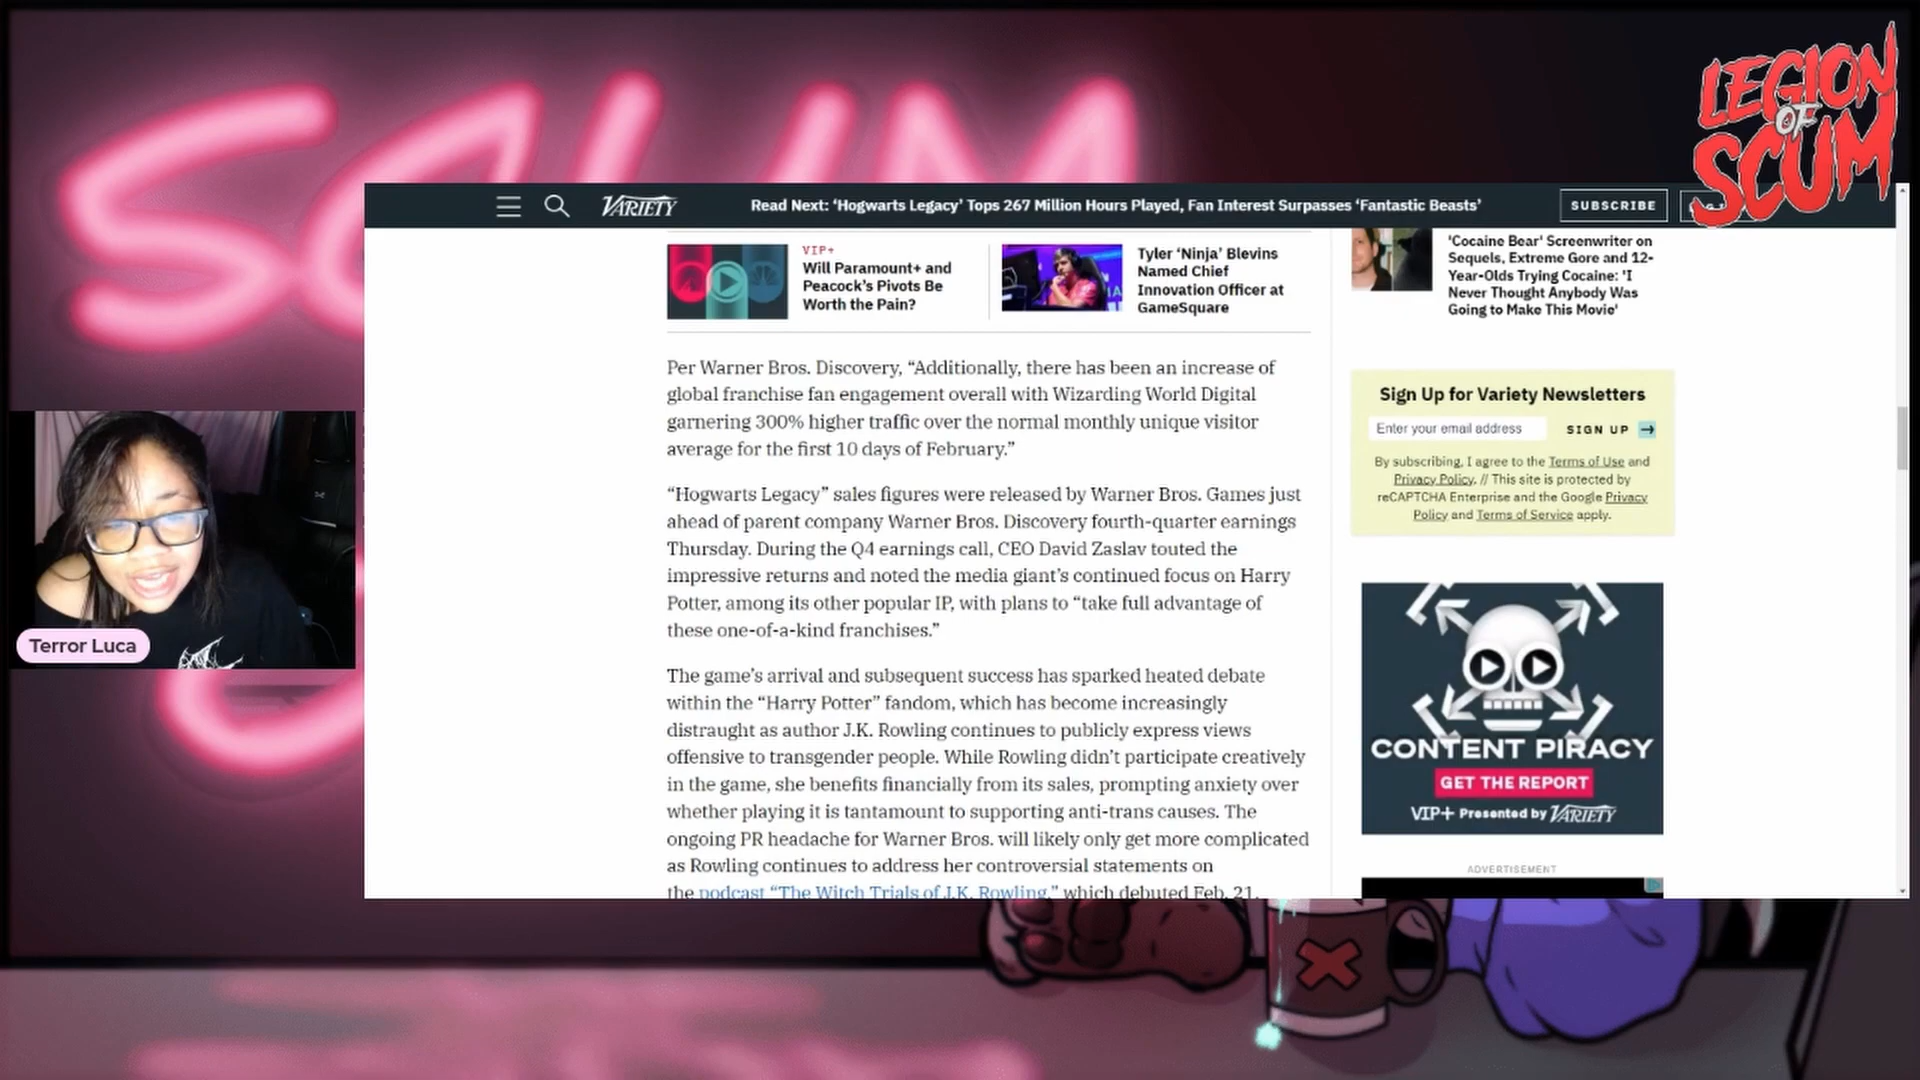 SCUM
LEGION
OF
SCUM
VARIETY
Read Next: ‘Hogwarts Legacy’ Tops 267 Million Hours Played, Fan Interest Surpasses ‘Fantastic Beasts’
SUBSCRIBE
VIP+
Will Paramount+ and
Peacock’s Pivots Be
Worth the Pain?
Tyler ‘Ninja’ Blevins
Named Chief
Innovation Officer at
GameSquare
'Cocaine Bear' Screenwriter on
Sequels, Extreme Gore and 12-
Year-Olds Trying Cocaine: 'I
Never Thought Anybody Was
Going to Make This Movie'
Per Warner Bros. Discovery, “Additionally, there has been an increase of
global franchise fan engagement overall with Wizarding World Digital
garnering 300% higher traffic over the normal monthly unique visitor
average for the first 10 days of February.”
“Hogwarts Legacy” sales figures were released by Warner Bros. Games just
ahead of parent company Warner Bros. Discovery fourth-quarter earnings
Thursday. During the Q4 earnings call, CEO David Zaslav touted the
impressive returns and noted the media giant’s continued focus on Harry
Potter, among its other popular IP, with plans to “take full advantage of
these one-of-a-kind franchises.”
The game’s arrival and subsequent success has sparked heated debate
within the “Harry Potter” fandom, which has become increasingly
distraught as author J.K. Rowling continues to publicly express views
offensive to transgender people. While Rowling didn’t participate creatively
in the game, she benefits financially from its sales, prompting anxiety over
whether playing it is tantamount to supporting anti-trans causes. The
ongoing PR headache for Warner Bros. will likely only get more complicated
as Rowling continues to address her controversial statements on
the podcast “The Witch Trials of J.K. Rowling,” which debuted Feb. 21.
Sign Up for Variety Newsletters
Enter your email address
SIGN UP →
By subscribing, I agree to the Terms of Use and
Privacy Policy. // This site is protected by
reCAPTCHA Enterprise and the Google Privacy
Policy and Terms of Service apply.
CONTENT PIRACY
GET THE REPORT
VIP+ Presented by VARIETY
ADVERTISEMENT
Terror Luca